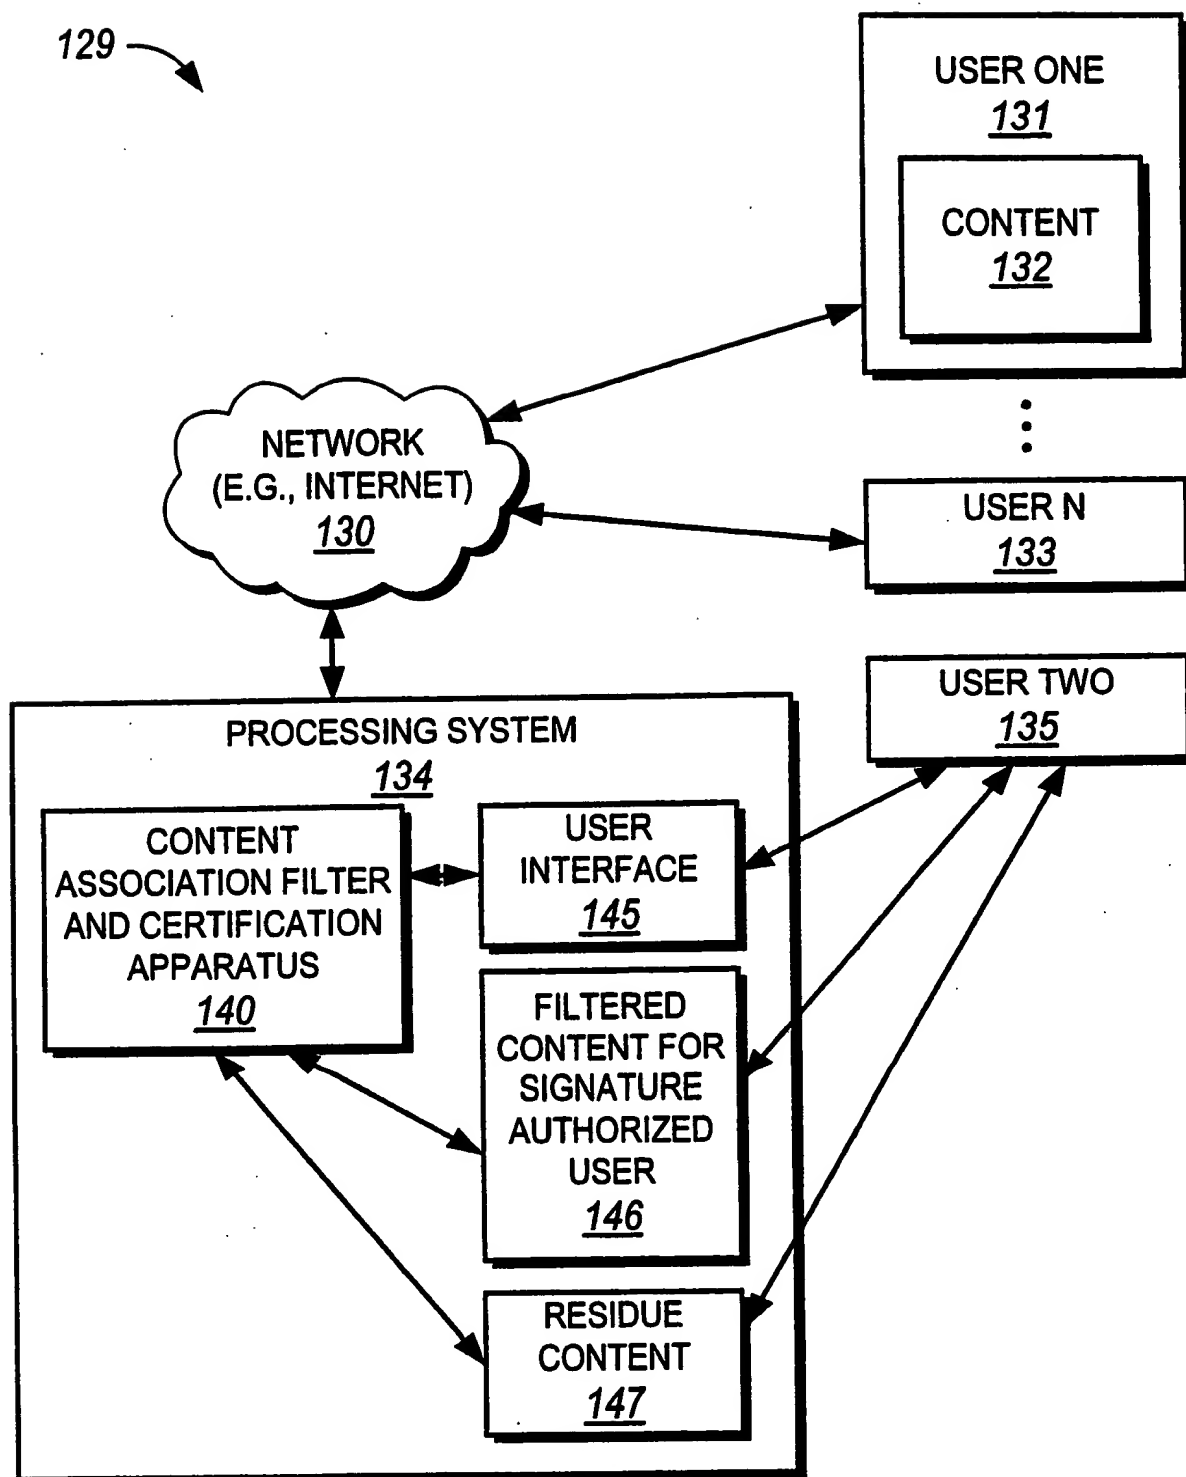 129
USER ONE
131
CONTENT
132
NETWORK
(E.G., INTERNET)
130
USER N
133
USER TWO
135
PROCESSING SYSTEM
134
CONTENT
ASSOCIATION FILTER
AND CERTIFICATION
APPARATUS
140
USER
INTERFACE
145
FILTERED
CONTENT FOR
SIGNATURE
AUTHORIZED
USER
146
RESIDUE
CONTENT
147